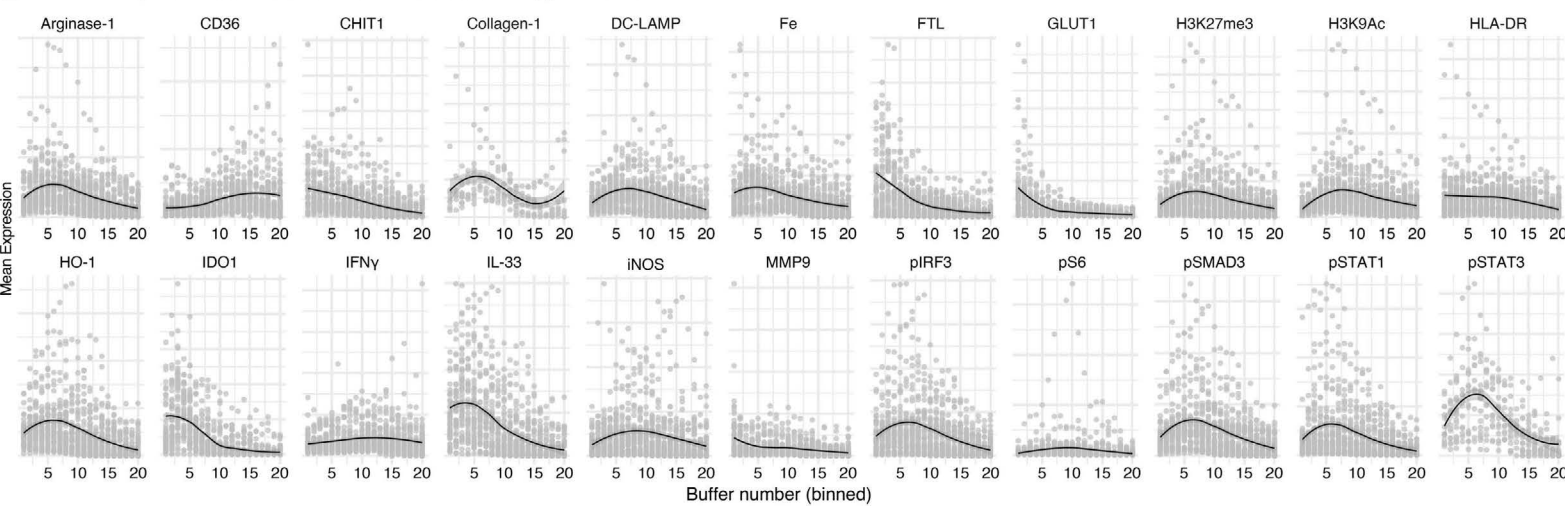 Arginase-1 CD36 CHIT1 Collagen-1 DC-LAMP Fe FTL GLUT1 H3K27me3 H3K9Ac HLA-DR
5 10 15 20 5 10 15 20 5 10 15 20 5 10 15 20 5 10 15 20 5 10 15 20 5 10 15 20 5 10 15 20 5 10 15 20 5 10 15 20 5 10 15 20
Mean Expression
HO-1 IDO1 IFNγ IL-33 iNOS MMP9 pIRF3 pS6 pSMAD3 pSTAT1 pSTAT3
5 10 15 20 5 10 15 20 5 10 15 20 5 10 15 20 5 10 15 20 5 10 15 20 5 10 15 20 5 10 15 20 5 10 15 20 5 10 15 20 5 10 15 20
Buffer number (binned)